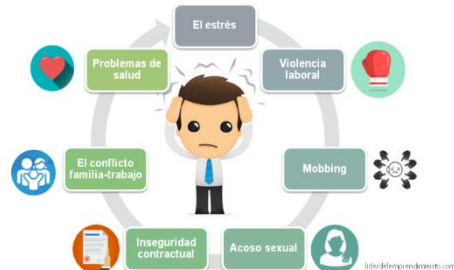 El estrés
Problemas de
salud
Violencia
laboral
El conflicto
familia-trabajo
Mobbing
Inseguridad
contractual
Acoso sexual
liderdelemprendimiento.com